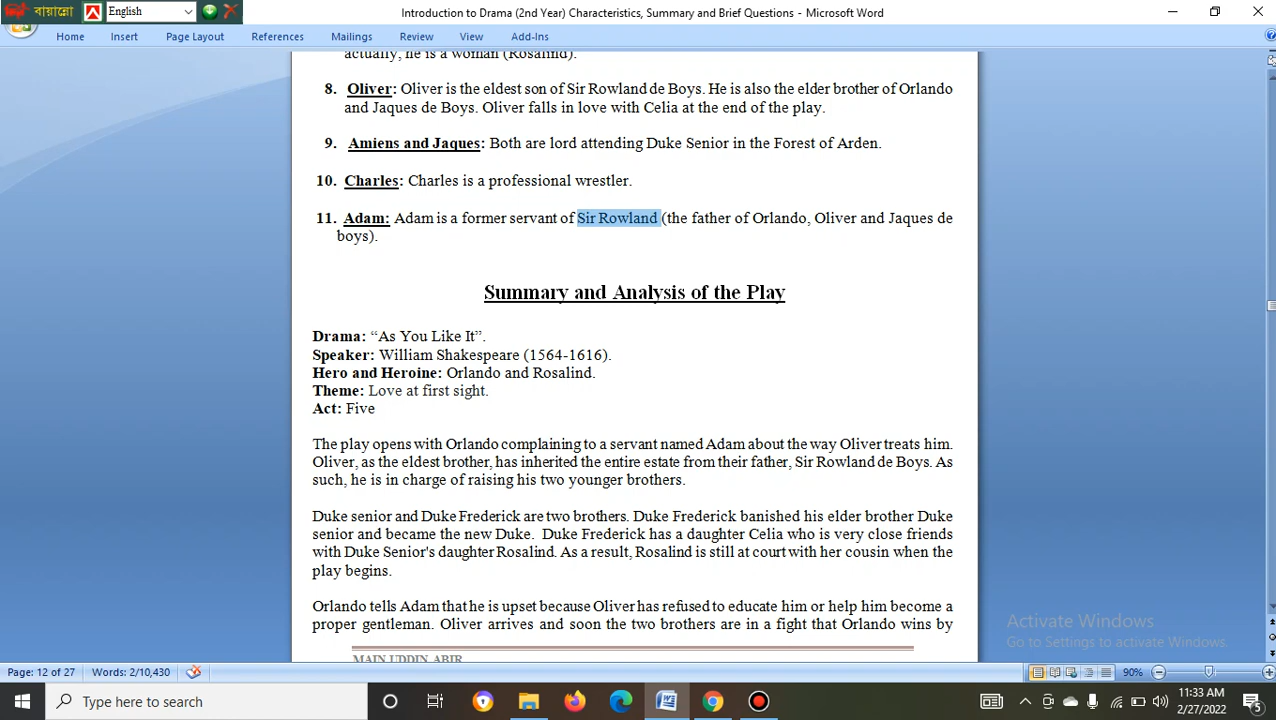 বায়ান্নো
English
Introduction to Drama (2nd Year) Characteristics, Summary and Brief Questions - Microsoft Word
Home Insert Page Layout References Mailings Review View Add-Ins
actually, he is a woman (Rosalind).
8. Oliver: Oliver is the eldest son of Sir Rowland de Boys. He is also the elder brother of Orlando
and Jaques de Boys. Oliver falls in love with Celia at the end of the play.
9. Amiens and Jaques: Both are lord attending Duke Senior in the Forest of Arden.
10. Charles: Charles is a professional wrestler.
11. Adam: Adam is a former servant of Sir Rowland (the father of Orlando, Oliver and Jaques de
boys).
Summary and Analysis of the Play
Drama: “As You Like It”.
Speaker: William Shakespeare (1564-1616).
Hero and Heroine: Orlando and Rosalind.
Theme: Love at first sight.
Act: Five
The play opens with Orlando complaining to a servant named Adam about the way Oliver treats him.
Oliver, as the eldest brother, has inherited the entire estate from their father, Sir Rowland de Boys. As
such, he is in charge of raising his two younger brothers.
Duke senior and Duke Frederick are two brothers. Duke Frederick banished his elder brother Duke
senior and became the new Duke. Duke Frederick has a daughter Celia who is very close friends
with Duke Senior's daughter Rosalind. As a result, Rosalind is still at court with her cousin when the
play begins.
Orlando tells Adam that he is upset because Oliver has refused to educate him or help him become a
proper gentleman. Oliver arrives and soon the two brothers are in a fight that Orlando wins by
MAIN UDDIN ABIR
Activate Windows
Go to Settings to activate Windows.
Page: 12 of 27 Words: 2/10,430 90%
Type here to search
11:33 AM
2/27/2022
5